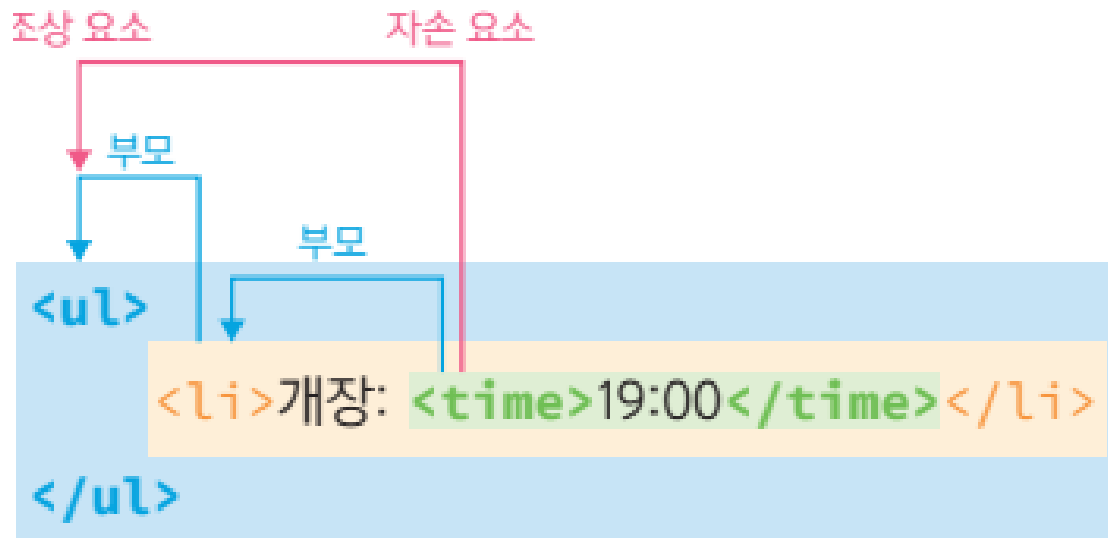 조상 요소 자손 요소
부모
부모
<ul>
<li>개장: <time>19:00</time></li>
</ul>